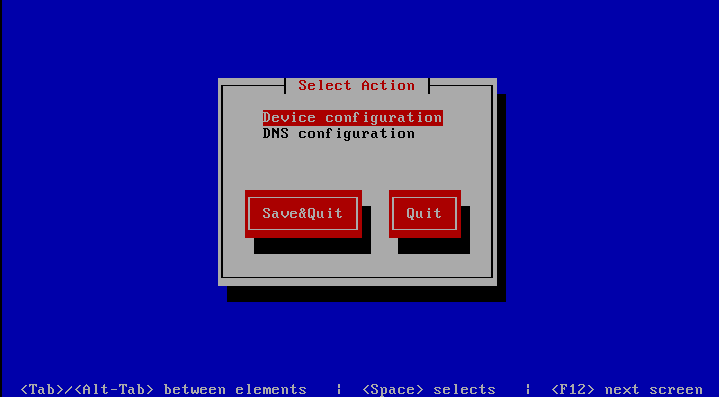 Select Action
Device configuration
DNS configuration
Save&Quit Quit
<Tab>/<Alt-Tab> between elements | <Space> selects | <F12> next screen